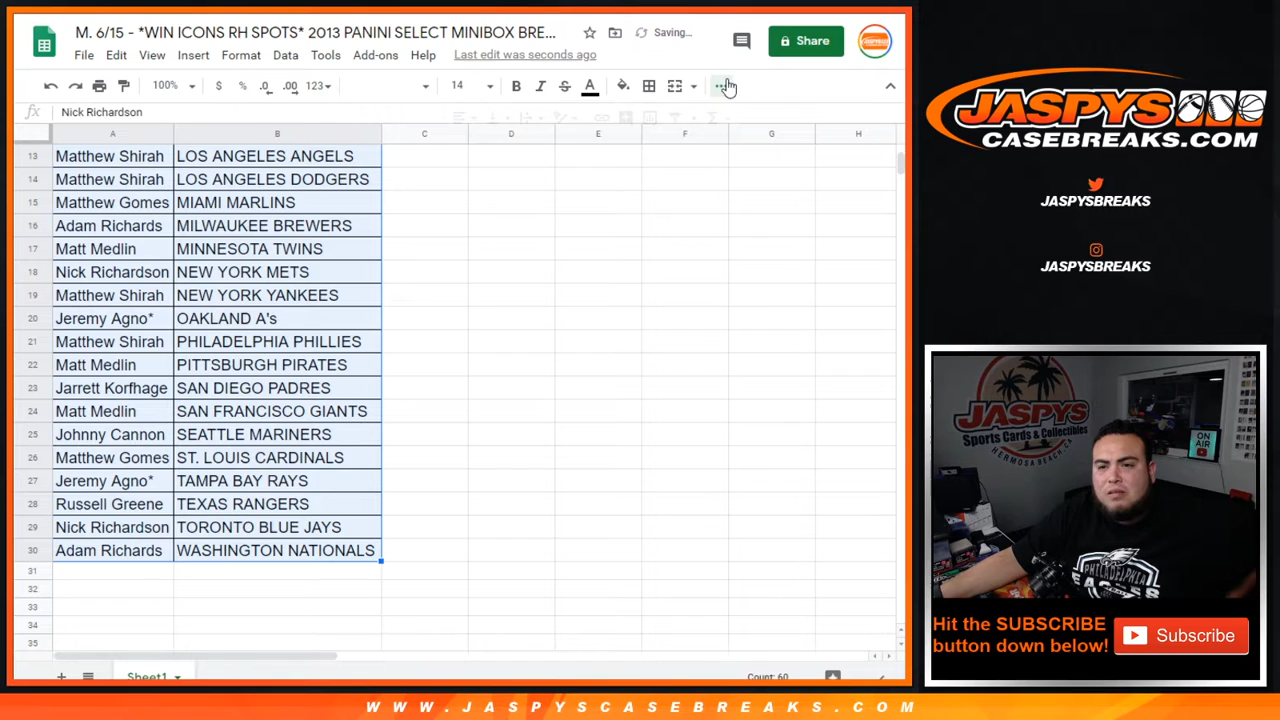 M. 6/15 - *WIN ICONS RH SPOTS* 2013 PANINI SELECT MINIBOX BRE...
Saving...
Share
File Edit View Insert Format Data Tools Add-ons Help Last edit was seconds ago
100% $ % .0 .00 123 14 B I S A
fx Nick Richardson
A B C D E F G H
13 Matthew Shirah LOS ANGELES ANGELS
14 Matthew Shirah LOS ANGELES DODGERS
15 Matthew Gomes MIAMI MARLINS
16 Adam Richards MILWAUKEE BREWERS
17 Matt Medlin MINNESOTA TWINS
18 Nick Richardson NEW YORK METS
19 Matthew Shirah NEW YORK YANKEES
20 Jeremy Agno* OAKLAND A's
21 Matthew Shirah PHILADELPHIA PHILLIES
22 Matt Medlin PITTSBURGH PIRATES
23 Jarrett Korfhage SAN DIEGO PADRES
24 Matt Medlin SAN FRANCISCO GIANTS
25 Johnny Cannon SEATTLE MARINERS
26 Matthew Gomes ST. LOUIS CARDINALS
27 Jeremy Agno* TAMPA BAY RAYS
28 Russell Greene TEXAS RANGERS
29 Nick Richardson TORONTO BLUE JAYS
30 Adam Richards WASHINGTON NATIONALS
31
32
33
34
35
Sheet1
Count: 60
JASPYS
CASEBREAKS.COM
JASPYSBREAKS
JASPYSBREAKS
JASPYS
Sports Cards & Collectibles
HERMOSA BEACH, CA
ON AIR
PHILADELPHIA
EAGLES
Hit the SUBSCRIBE
button down below!
Subscribe
WWW.JASPYSCASEBREAKS.COM